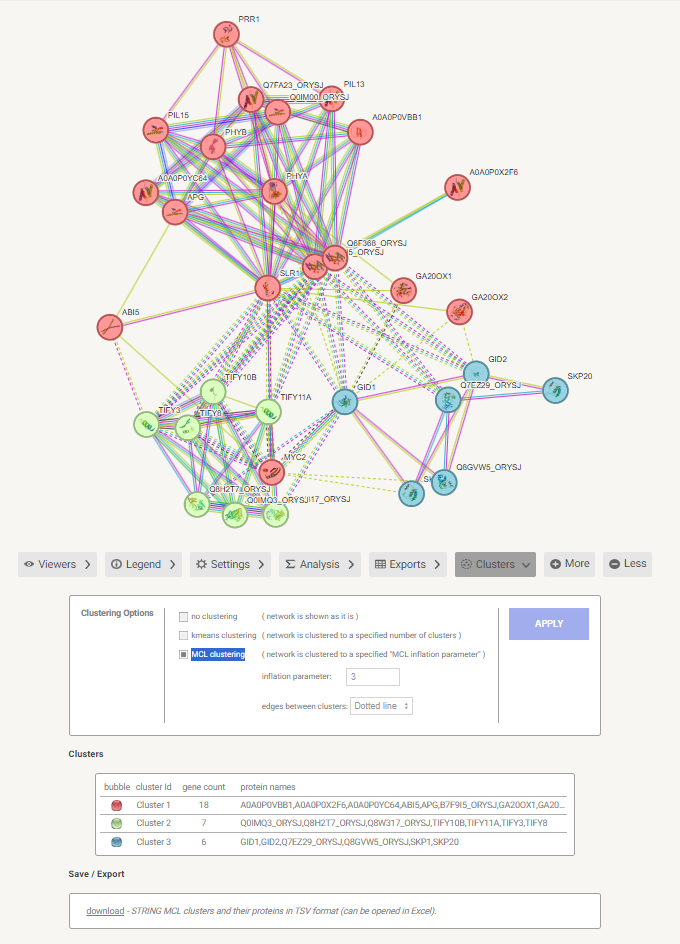 PRR1
Q7FA23_ORYSJ
PIL13
Q0IM00_ORYSJ
PIL15
A0A0P0VBB1
PHYB
A0A0P0X2F6
A0A0P0YC64
PHYA
APG
Q6F368_ORYSJ
I5_ORYSJ
SLR1
GA20OX1
GA20OX2
ABI5
GID2
TIFY10B
GID1
Q7EZ29_ORYSJ
SKP20
TIFY3
TIFY8
TIFY11A
MYC2
Q8GVW5_ORYSJ
Q8H2T7_ORYSJ
Q0IMQ3_ORYSJ
I17_ORYSJ
Viewers
Legend
Settings
Analysis
Exports
Clusters
More
Less
Clustering Options
no clustering ( network is shown as it is )
kmeans clustering ( network is clustered to a specified number of clusters )
MCL clustering ( network is clustered to a specified "MCL inflation parameter" )
inflation parameter: 3
edges between clusters: Dotted line
APPLY
Clusters
bubble cluster Id gene count protein names
Cluster 1 18 A0A0P0VBB1,A0A0P0X2F6,A0A0P0YC64,ABI5,APG,B7F9I5_ORYSJ,GA20OX1,GA20...
Cluster 2 7 Q0IMQ3_ORYSJ,Q8H2T7_ORYSJ,Q8W317_ORYSJ,TIFY10B,TIFY11A,TIFY3,TIFY8
Cluster 3 6 GID1,GID2,Q7EZ29_ORYSJ,Q8GVW5_ORYSJ,SKP1,SKP20
Save / Export
download - STRING MCL clusters and their proteins in TSV format (can be opened in Excel).